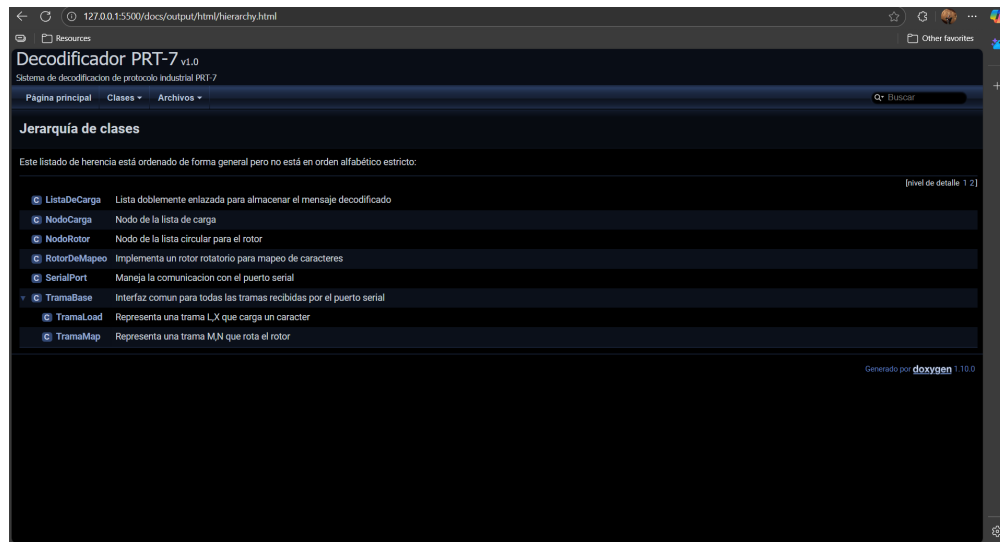 127.0.0.1:5500/docs/output/html/hierarchy.html
Resources
Other favorites
Decodificador PRT-7 v1.0
Sistema de decodificacion de protocolo industrial PRT-7
Página principal Clases Archivos Buscar
Jerarquía de clases
Este listado de herencia está ordenado de forma general pero no está en orden alfabético estricto:
[nivel de detalle 1 2]
C ListaDeCarga Lista doblemente enlazada para almacenar el mensaje decodificado
C NodoCarga Nodo de la lista de carga
C NodoRotor Nodo de la lista circular para el rotor
C RotorDeMapeo Implementa un rotor rotatorio para mapeo de caracteres
C SerialPort Maneja la comunicacion con el puerto serial
C TramaBase Interfaz comun para todas las tramas recibidas por el puerto serial
C TramaLoad Representa una trama L,X que carga un caracter
C TramaMap Representa una trama M,N que rota el rotor
Generado por doxygen 1.10.0